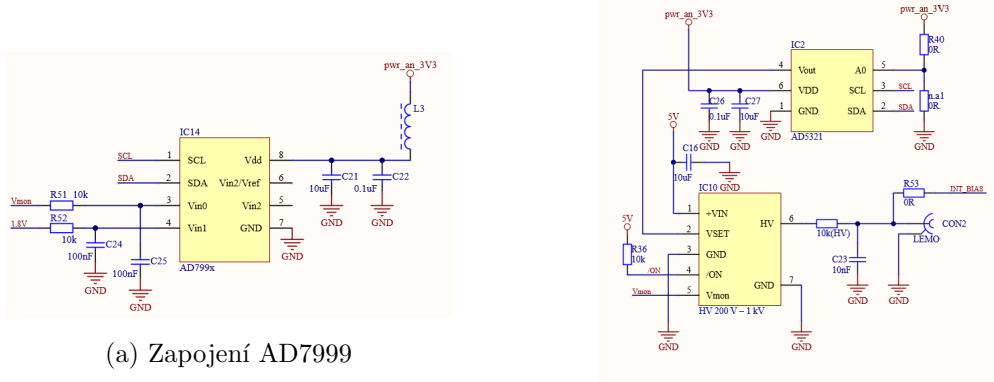 pwr_an_3V3
L3
IC14
SCL
1
SCL
Vdd
8
SDA
2
SDA
Vin2/Vref
6
C21
C22
10uF
0.1uF
Vmon
R51 10k
3
Vin0
Vin2
5
GND
GND
1.8V
R52
4
Vin1
GND
7
10k
C24
100nF
C25
100nF
AD799x
GND
GND
GND
(a) Zapojení AD7999
pwr_an_3V3
pwr_an_3V3
R40
0R
IC2
4
Vout
A0
5
6
VDD
SCL
3
SCL
n.a1
0R
1
GND
SDA
2
SDA
C26
C27
0.1uF
10uF
GND
AD5321
GND
GND
GND
5V
C16
10uF
GND
IC10
R53
INT_BIAS
0R
1
+VIN
HV
6
2
VSET
10k(HV)
CON2
LEMO
5V
R36
10k
3
GND
/ON
4
/ON
C23
10nF
Vmon
5
Vmon
GND
7
HV 200 V – 1 kV
GND
GND
GND
GND